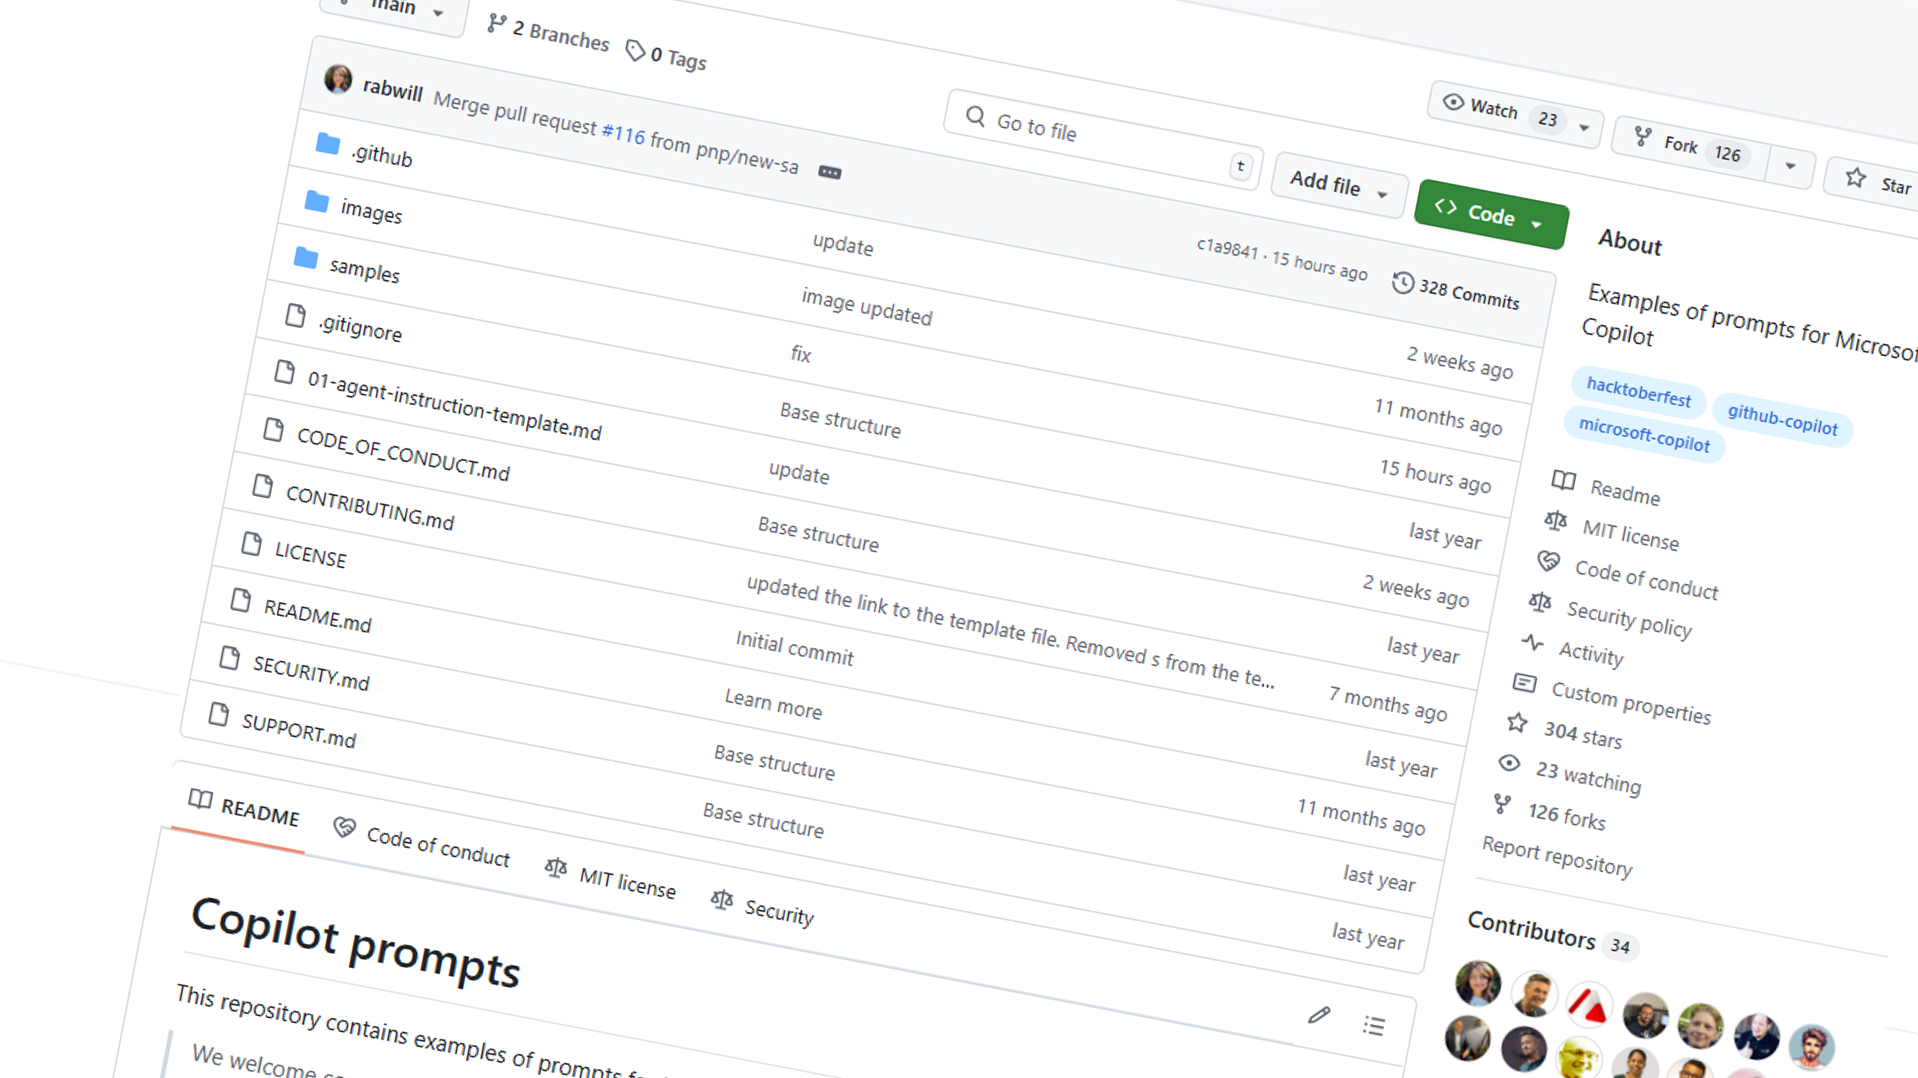 main
2 Branches
0 Tags
Go to file
t
Add file
Code
Watch 23
Fork 126
Star
rabwill Merge pull request #116 from pnp/new-sa
c1a9841 · 15 hours ago
328 Commits
.github
update
2 weeks ago
images
image updated
11 months ago
samples
fix
15 hours ago
.gitignore
Base structure
last year
01-agent-instruction-template.md
update
2 weeks ago
CODE_OF_CONDUCT.md
Base structure
last year
CONTRIBUTING.md
updated the link to the template file. Removed s from the te...
7 months ago
LICENSE
Initial commit
last year
README.md
Learn more
11 months ago
SECURITY.md
Base structure
last year
SUPPORT.md
Base structure
last year
README
Code of conduct
MIT license
Security
Copilot prompts
This repository contains examples of prompts
We welcome
About
Examples of prompts for Microsof
Copilot
hacktoberfest
github-copilot
microsoft-copilot
Readme
MIT license
Code of conduct
Security policy
Activity
Custom properties
304 stars
23 watching
126 forks
Report repository
Contributors 34